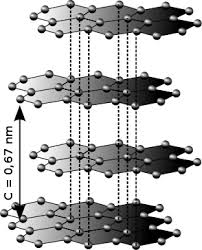 C = 0,67 nm